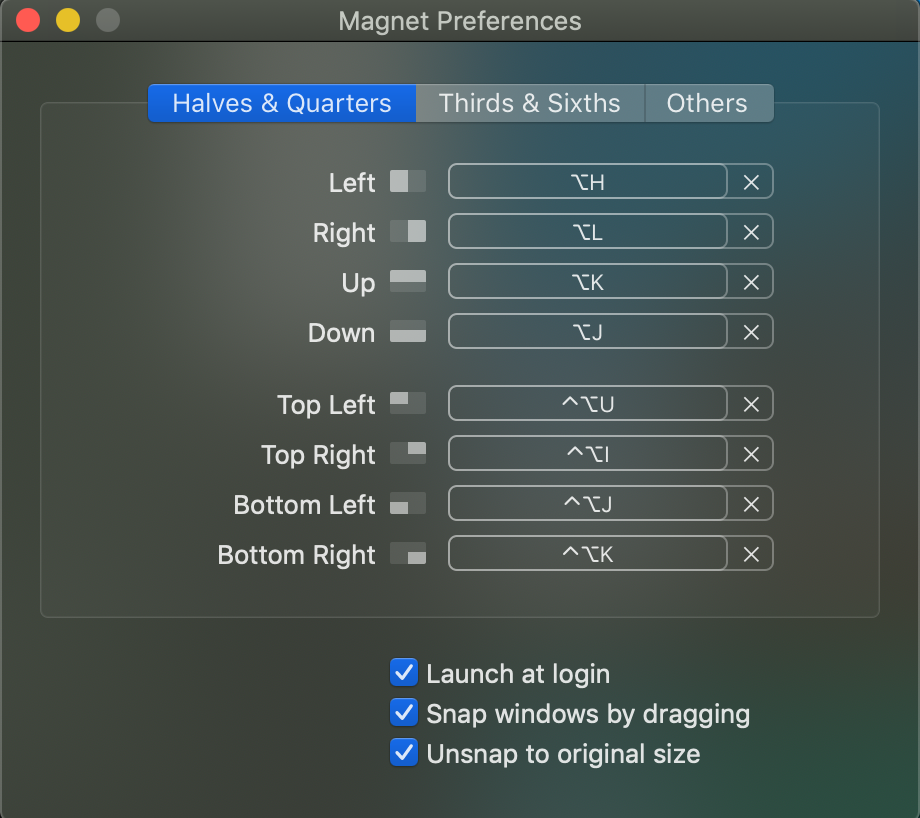 Magnet Preferences
Halves & Quarters Thirds & Sixths Others
Left ⌥H ×
Right ⌥L ×
Up ⌥K ×
Down ⌥J ×
Top Left ^⌥U ×
Top Right ^⌥I ×
Bottom Left ^⌥J ×
Bottom Right ^⌥K ×
Launch at login
Snap windows by dragging
Unsnap to original size